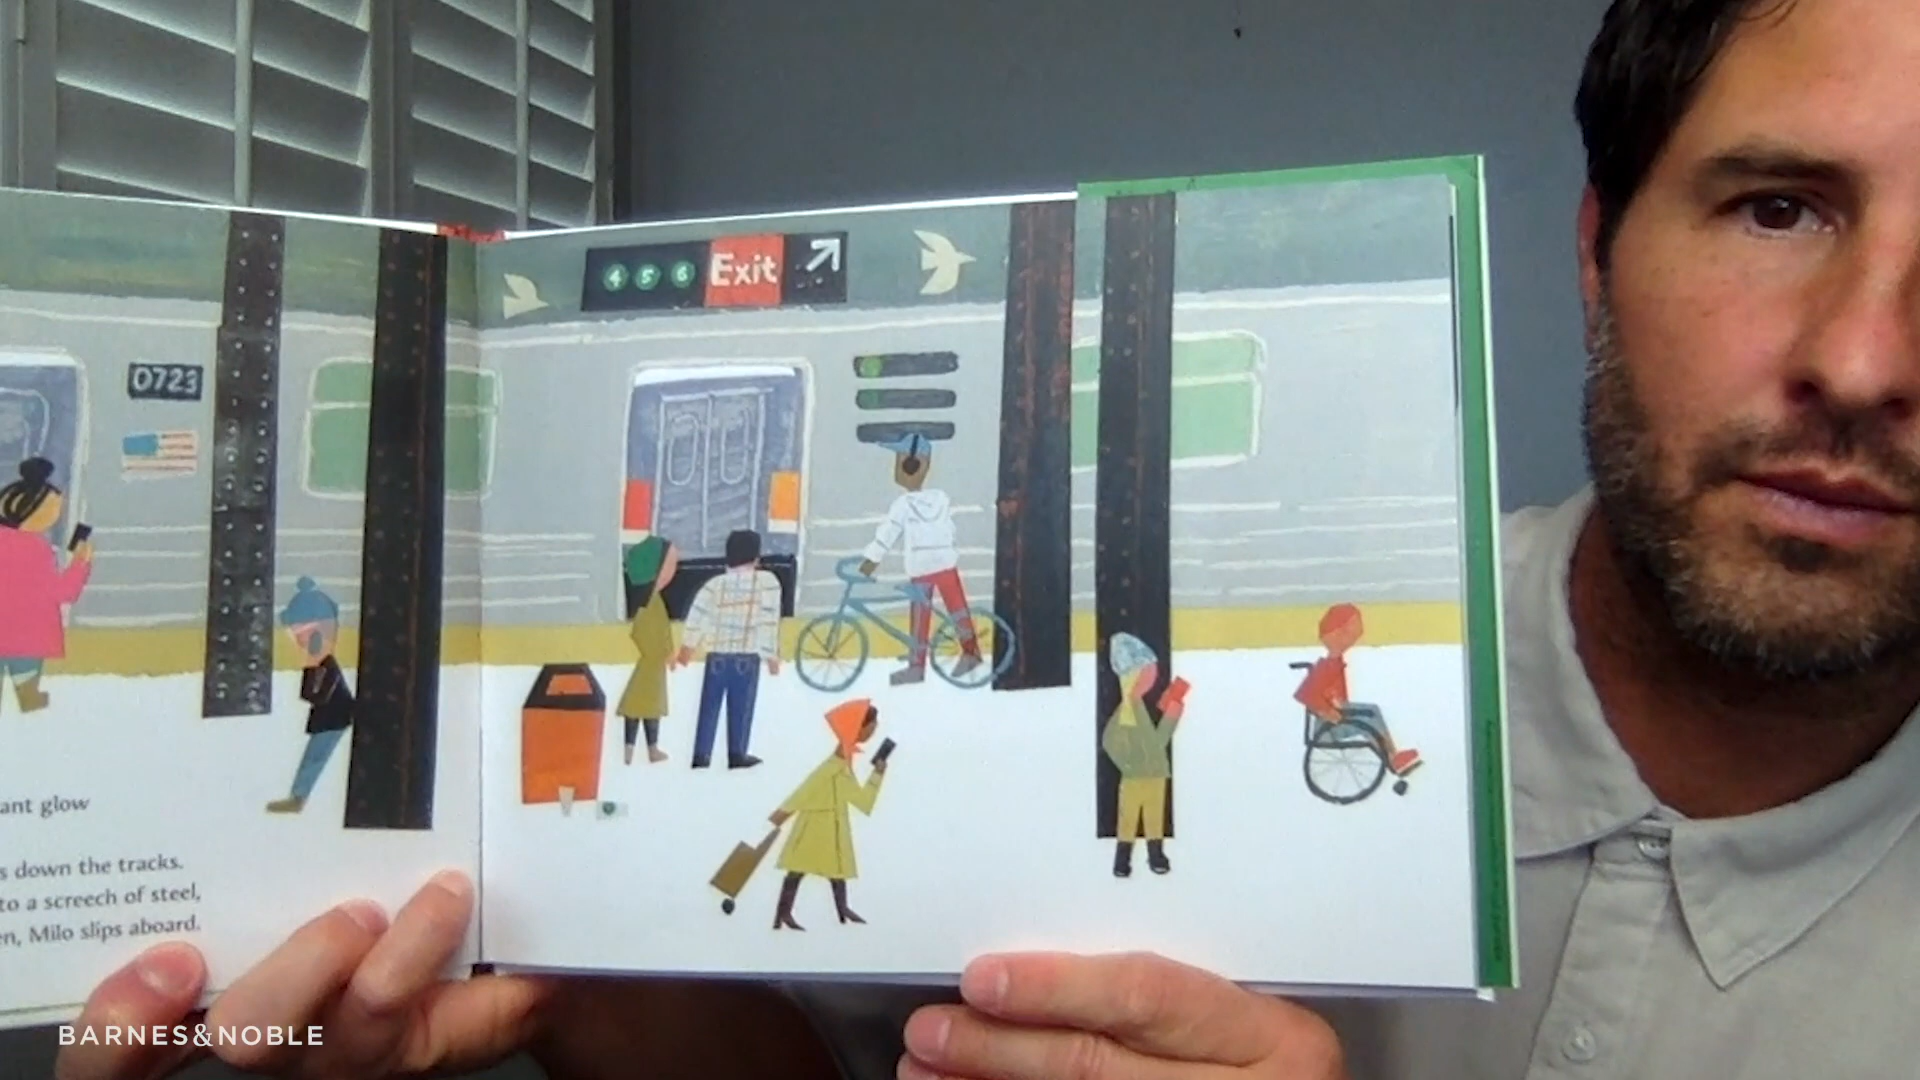 4 5 6 Exit
0723
ant glow
s down the tracks.
to a screech of steel,
en, Milo slips aboard.
BARNES&NOBLE